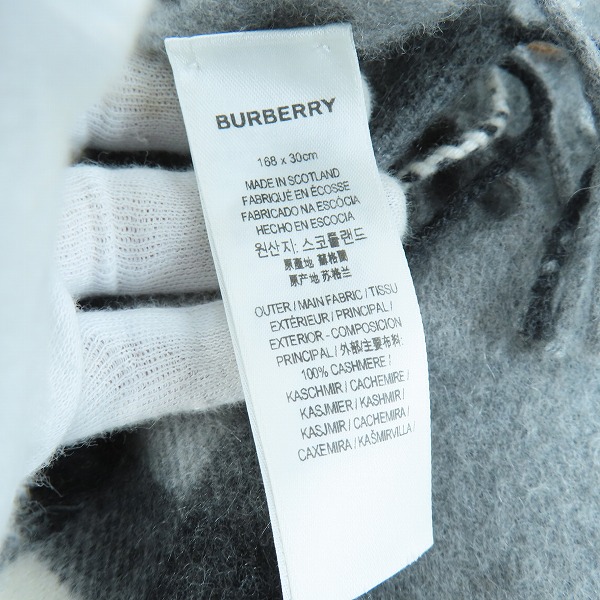 BURBERRY
168 x 30cm
MADE IN SCOTLAND
FABRIQUÉ EN ÉCOSSE
FABRICADO NA ESCÓCIA
HECHO EN ESCOCIA
원산지: 스코틀랜드
原產地 蘇格蘭
原产地 苏格兰
OUTER / MAIN FABRIC / TISSU
EXTÉRIEUR / PRINCIPAL /
EXTERIOR - COMPOSICION
PRINCIPAL / 外部/主要布料:
100% CASHMERE /
KASCHMIR / CACHEMIRE /
KASJMIER / KASHMIR /
KASJMIR / CACHEMIRA /
CAXEMIRA / KAŠMIRVILLA /